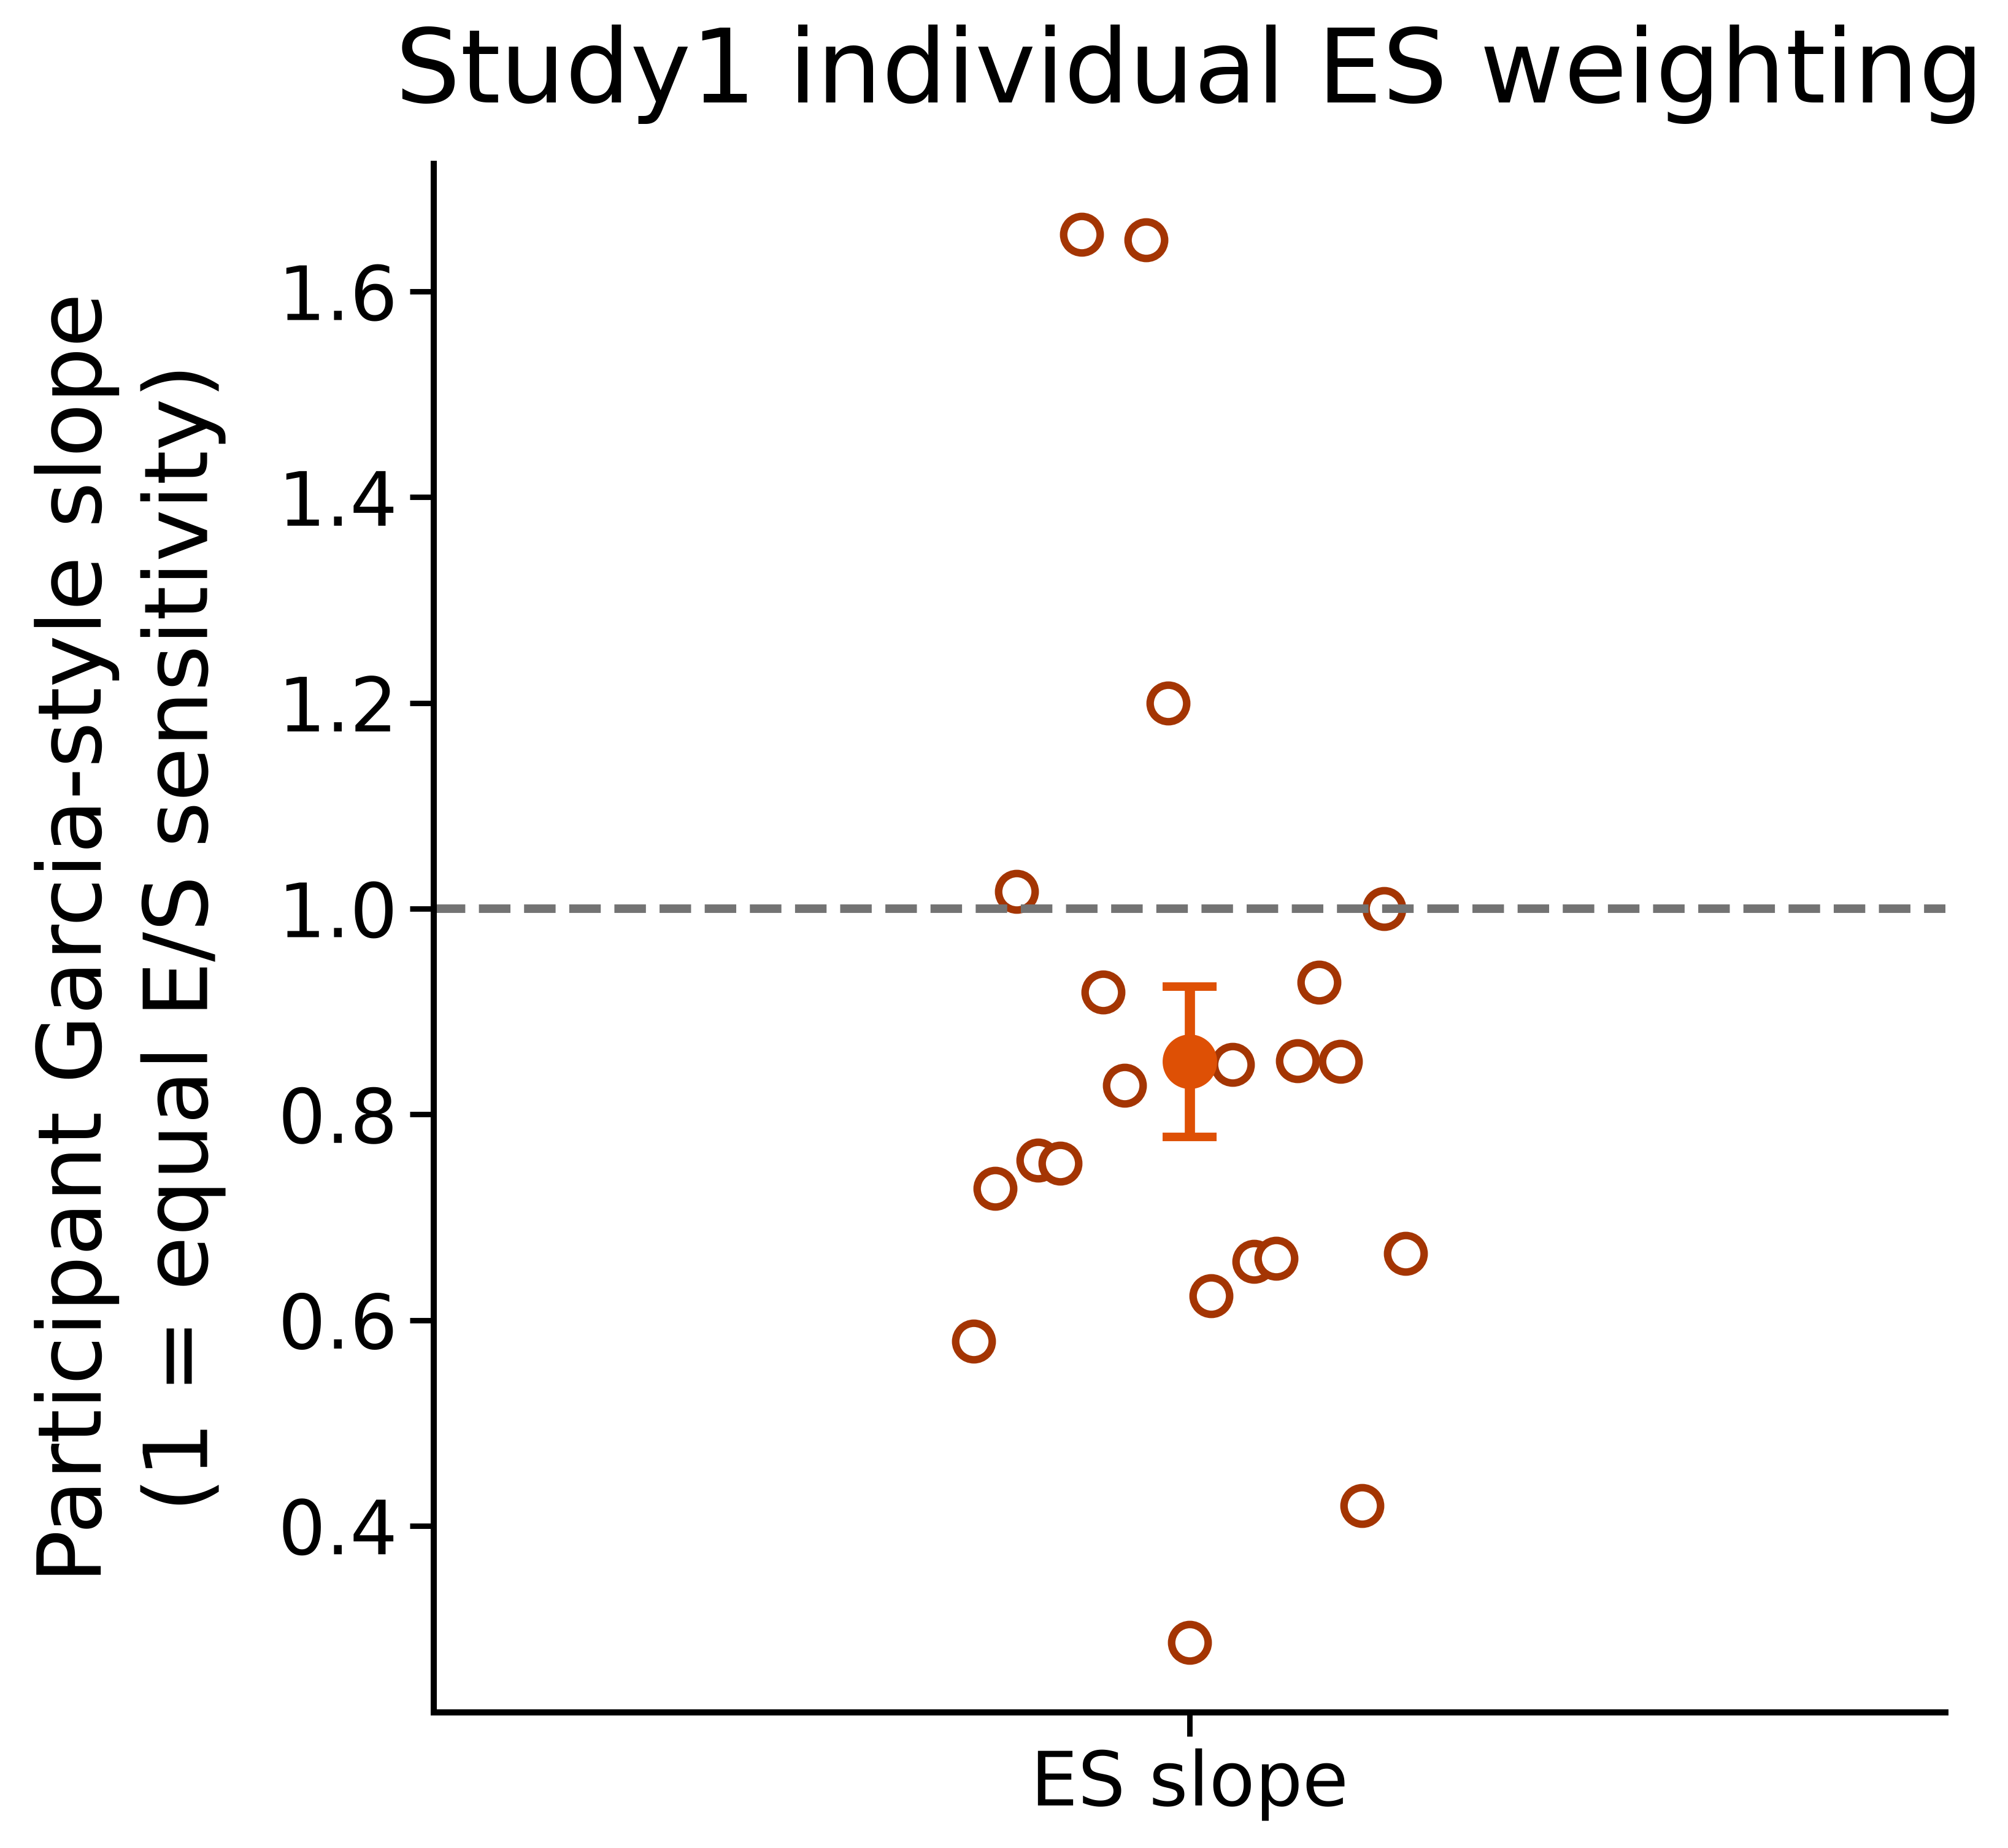 Study1 individual ES weighting
Participant Garcia-style slope
(1 = equal E/S sensitivity)
1.6
1.4
1.2
1.0
0.8
0.6
0.4
ES slope